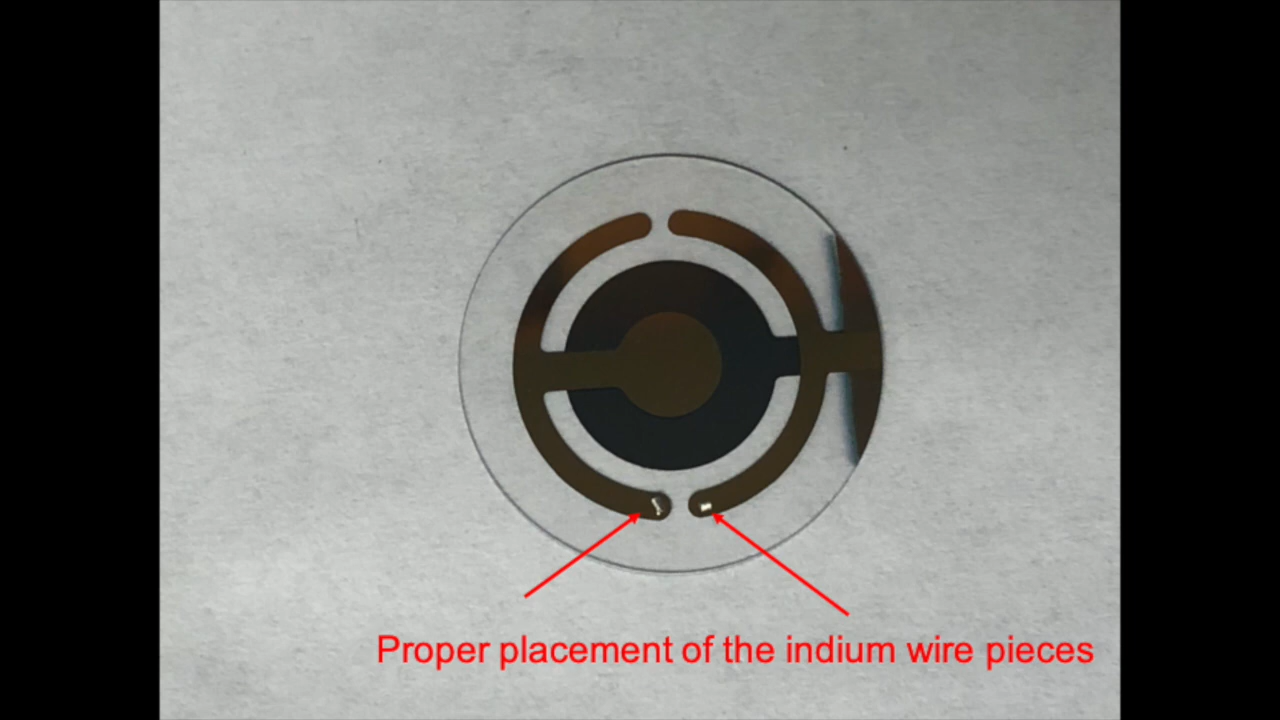 Proper placement of the indium wire pieces